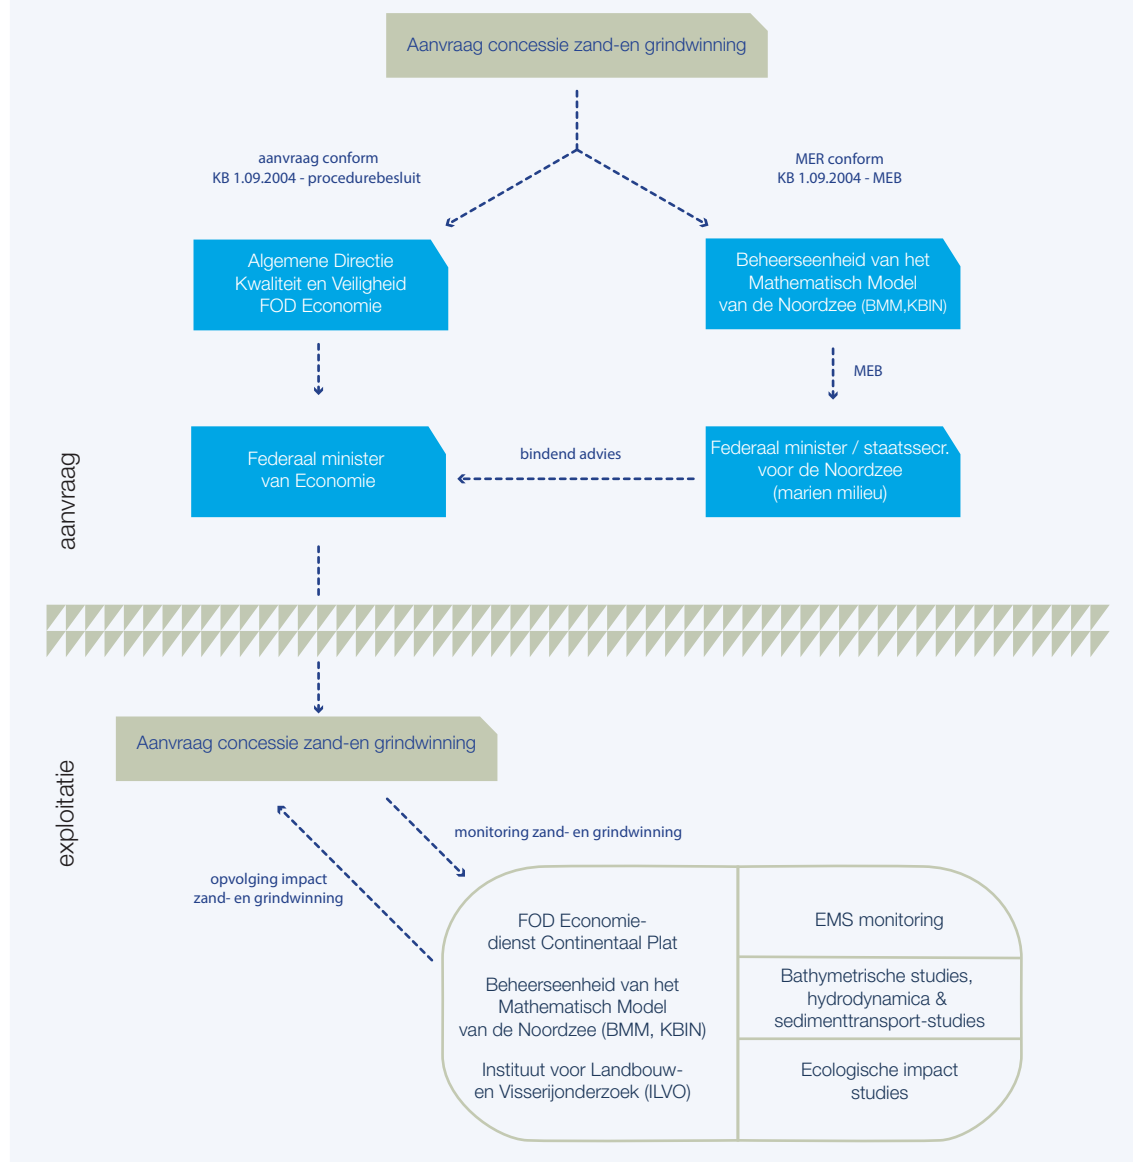 Aanvraag concessie zand-en grindwinning
aanvraag conform
KB 1.09.2004 - procedurebesluit
MER conform
KB 1.09.2004 - MEB
Algemene Directie
Kwaliteit en Veiligheid
FOD Economie
Beheerseenheid van het
Mathematisch Model
van de Noordzee (BMM,KBIN)
MEB
Federaal minister
van Economie
bindend advies
Federaal minister / staatssecr.
voor de Noordzee
(marien milieu)
aanvraag
Aanvraag concessie zand-en grindwinning
exploitatie
monitoring zand- en grindwinning
opvolging impact
zand- en grindwinning
FOD Economie-
dienst Continentaal Plat
Beheerseenheid van het
Mathematisch Model
van de Noordzee (BMM, KBIN)
Instituut voor Landbouw-
en Visserijonderzoek (ILVO)
EMS monitoring
Bathymetrische studies,
hydrodynamica &
sedimenttransport-studies
Ecologische impact
studies